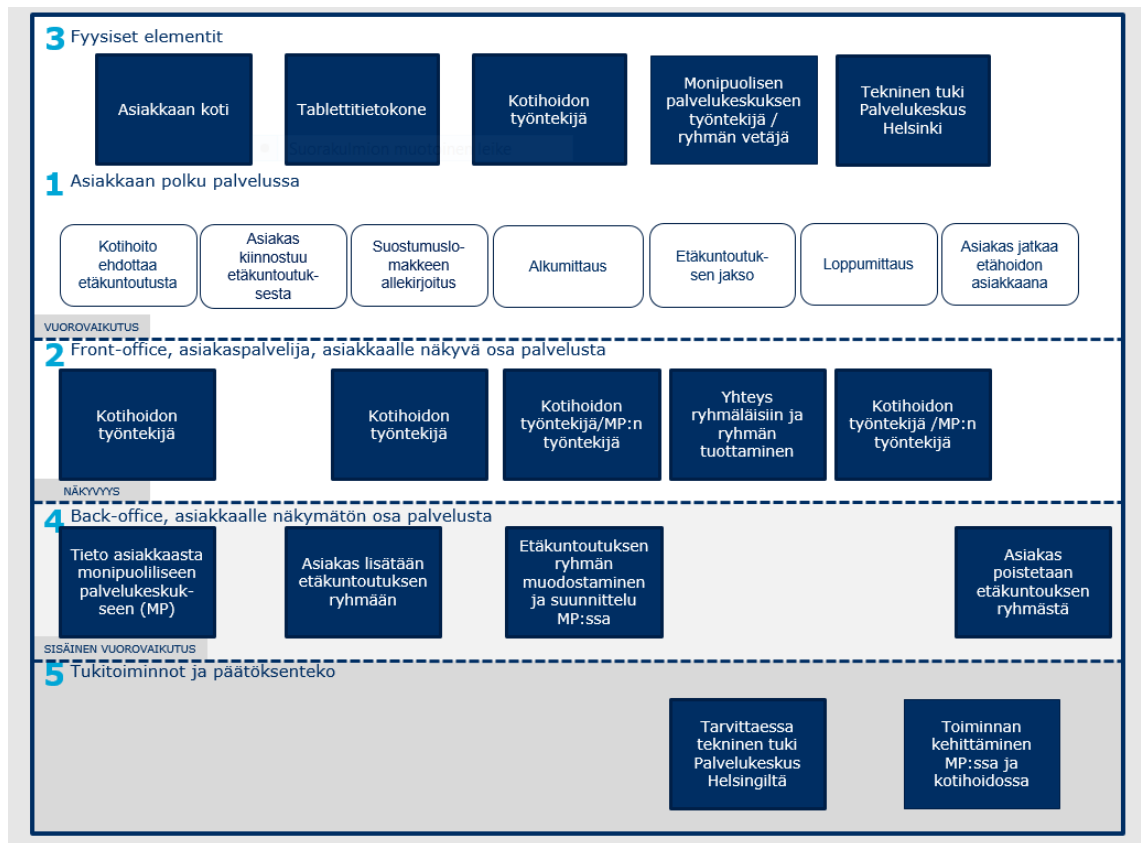 3 Fyysiset elementit
Asiakkaan koti
Tablettitietokone
Kotihoidon
työntekijä
Monipuolisen
palvelukeskuksen
työntekijä /
ryhmän vetäjä
Tekninen tuki
Palvelukeskus
Helsinki
1 Asiakkaan polku palvelussa
Kotihoito
ehdottaa
etäkuntoutusta
Asiakas
kiinnostuu
etäkuntoutuk-
sesta
Suostumuslo-
makkeen
allekirjoitus
Alkumittaus
Etäkuntoutuk-
sen jakso
Loppumittaus
Asiakas jatkaa
etähoidon
asiakkaana
VUOROVAIKUTUS
2 Front-office, asiakaspalvelija, asiakkaalle näkyvä osa palvelusta
Kotihoidon
työntekijä
Kotihoidon
työntekijä
Kotihoidon
työntekijä/MP:n
työntekijä
Yhteys
ryhmäläisiin ja
ryhmän
tuottaminen
Kotihoidon
työntekijä /MP:n
työntekijä
NÄKYVYYS
4 Back-office, asiakkaalle näkymätön osa palvelusta
Tieto asiakkaasta
monipuoliliseen
palvelukeskuk-
seen (MP)
Asiakas lisätään
etäkuntoutuksen
ryhmään
Etäkuntoutuksen
ryhmän
muodostaminen
ja suunnittelu
MP:ssa
Asiakas
poistetaan
etäkuntouksen
ryhmästä
SISÄINEN VUOROVAIKUTUS
5 Tukitoiminnot ja päätöksenteko
Tarvittaessa
tekninen tuki
Palvelukeskus
Helsingiltä
Toiminnan
kehittäminen
MP:ssa ja
kotihoidossa